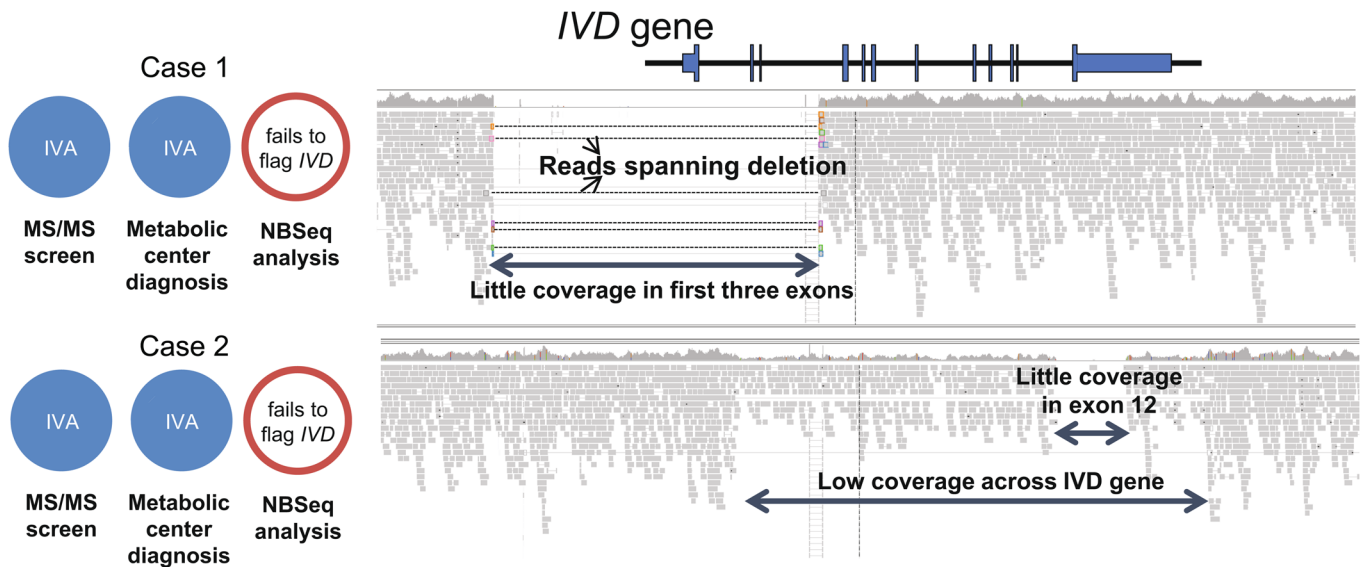 IVD gene
Case 1
IVA
IVA
fails to
flag IVD
MS/MS
screen
Metabolic
center
diagnosis
NBSeq
analysis
Reads spanning deletion
Little coverage in first three exons
Case 2
IVA
IVA
fails to
flag IVD
MS/MS
screen
Metabolic
center
diagnosis
NBSeq
analysis
Little coverage
in exon 12
Low coverage across IVD gene